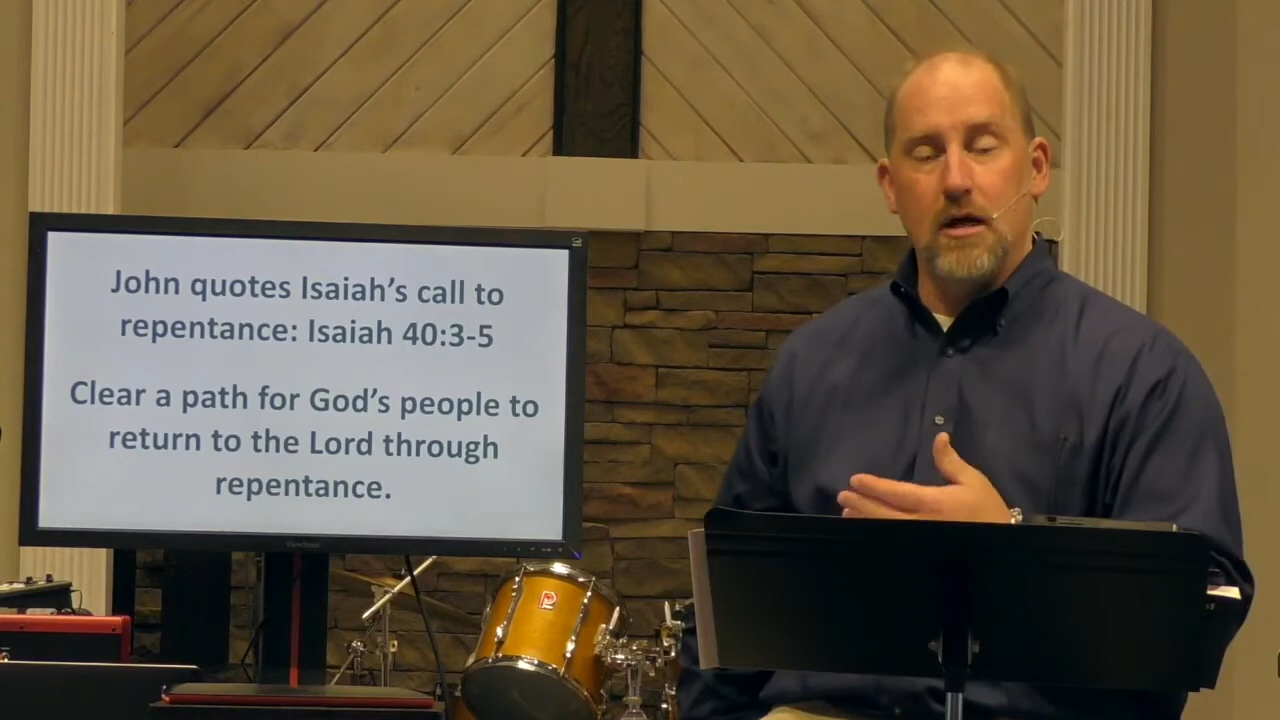 John quotes Isaiah's call to
repentance: Isaiah 40:3-5
Clear a path for God's people to
return to the Lord through
repentance.
ViewSonic
P